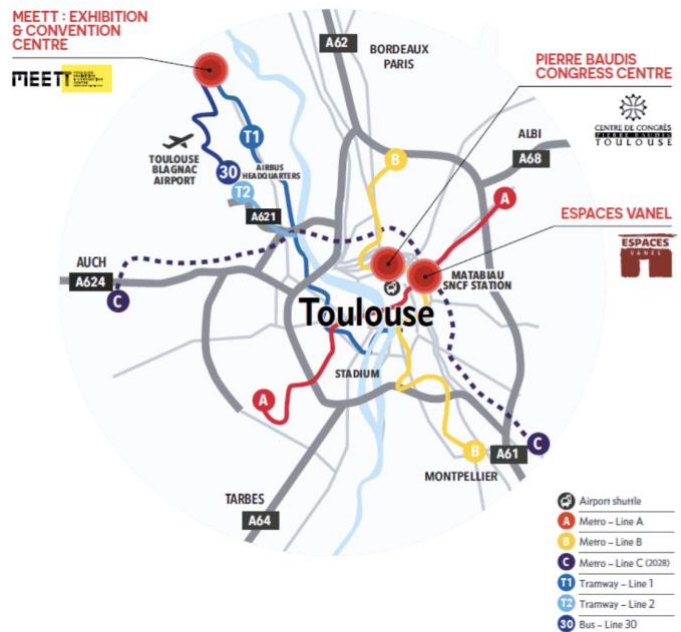 MEETT : EXHIBITION
& CONVENTION
CENTRE
MEETT
A62
BORDEAUX
PARIS
PIERRE BAUDIS
CONGRESS CENTRE
CENTRE DE CONGRÈS
PIERRE BAUDIS
TOULOUSE
ALBI
A68
T1
B
TOULOUSE
BLAGNAC
AIRPORT
30
AIRBUS
HEADQUARTERS
T2
A
A621
ESPACES VANEL
ESPACES
VANEL
AUCH
A624
C
MATABIAU
SNCF STATION
Toulouse
STADIUM
A
B
A61
C
MONTPELLIER
TARBES
A64
Airport shuttle
A Metro – Line A
B Metro – Line B
C Metro – Line C (2028)
T1 Tramway – Line 1
T2 Tramway – Line 2
30 Bus – Line 30